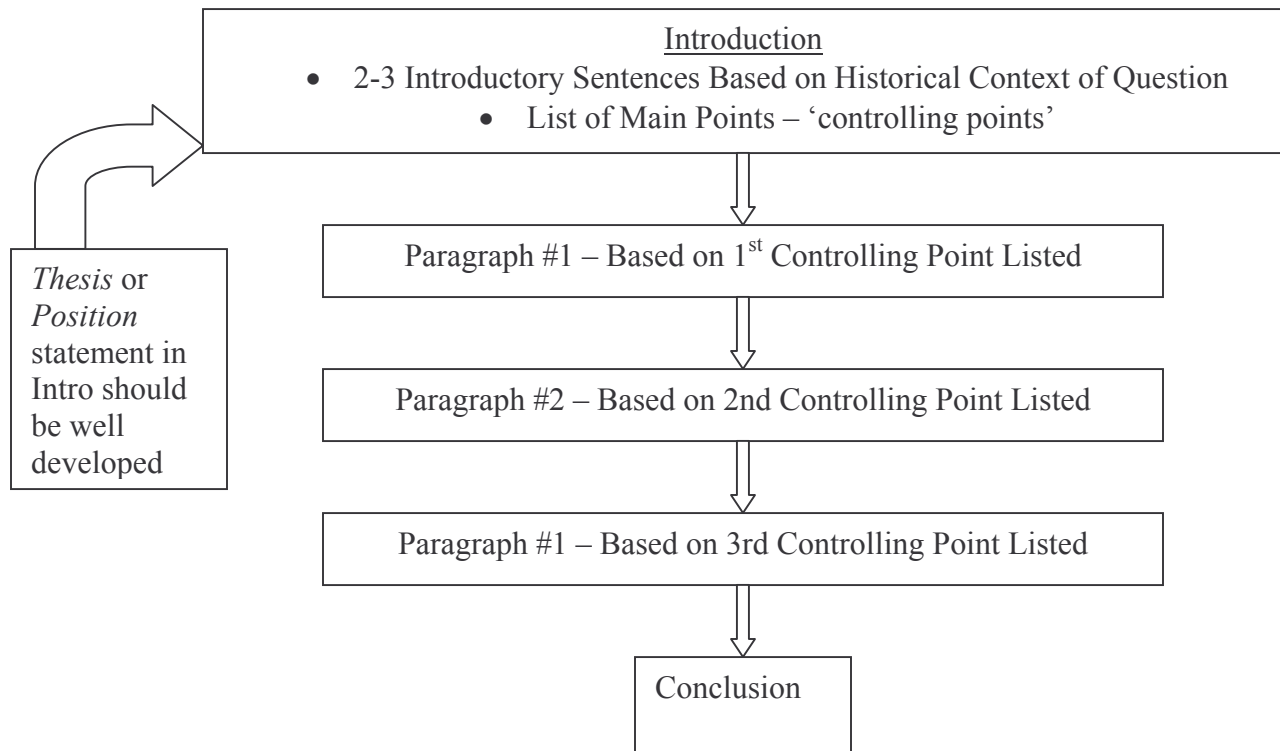 Introduction
• 2-3 Introductory Sentences Based on Historical Context of Question
• List of Main Points – ‘controlling points’
Thesis or
Position
statement in
Intro should
be well
developed
Paragraph #1 – Based on 1st Controlling Point Listed
Paragraph #2 – Based on 2nd Controlling Point Listed
Paragraph #1 – Based on 3rd Controlling Point Listed
Conclusion